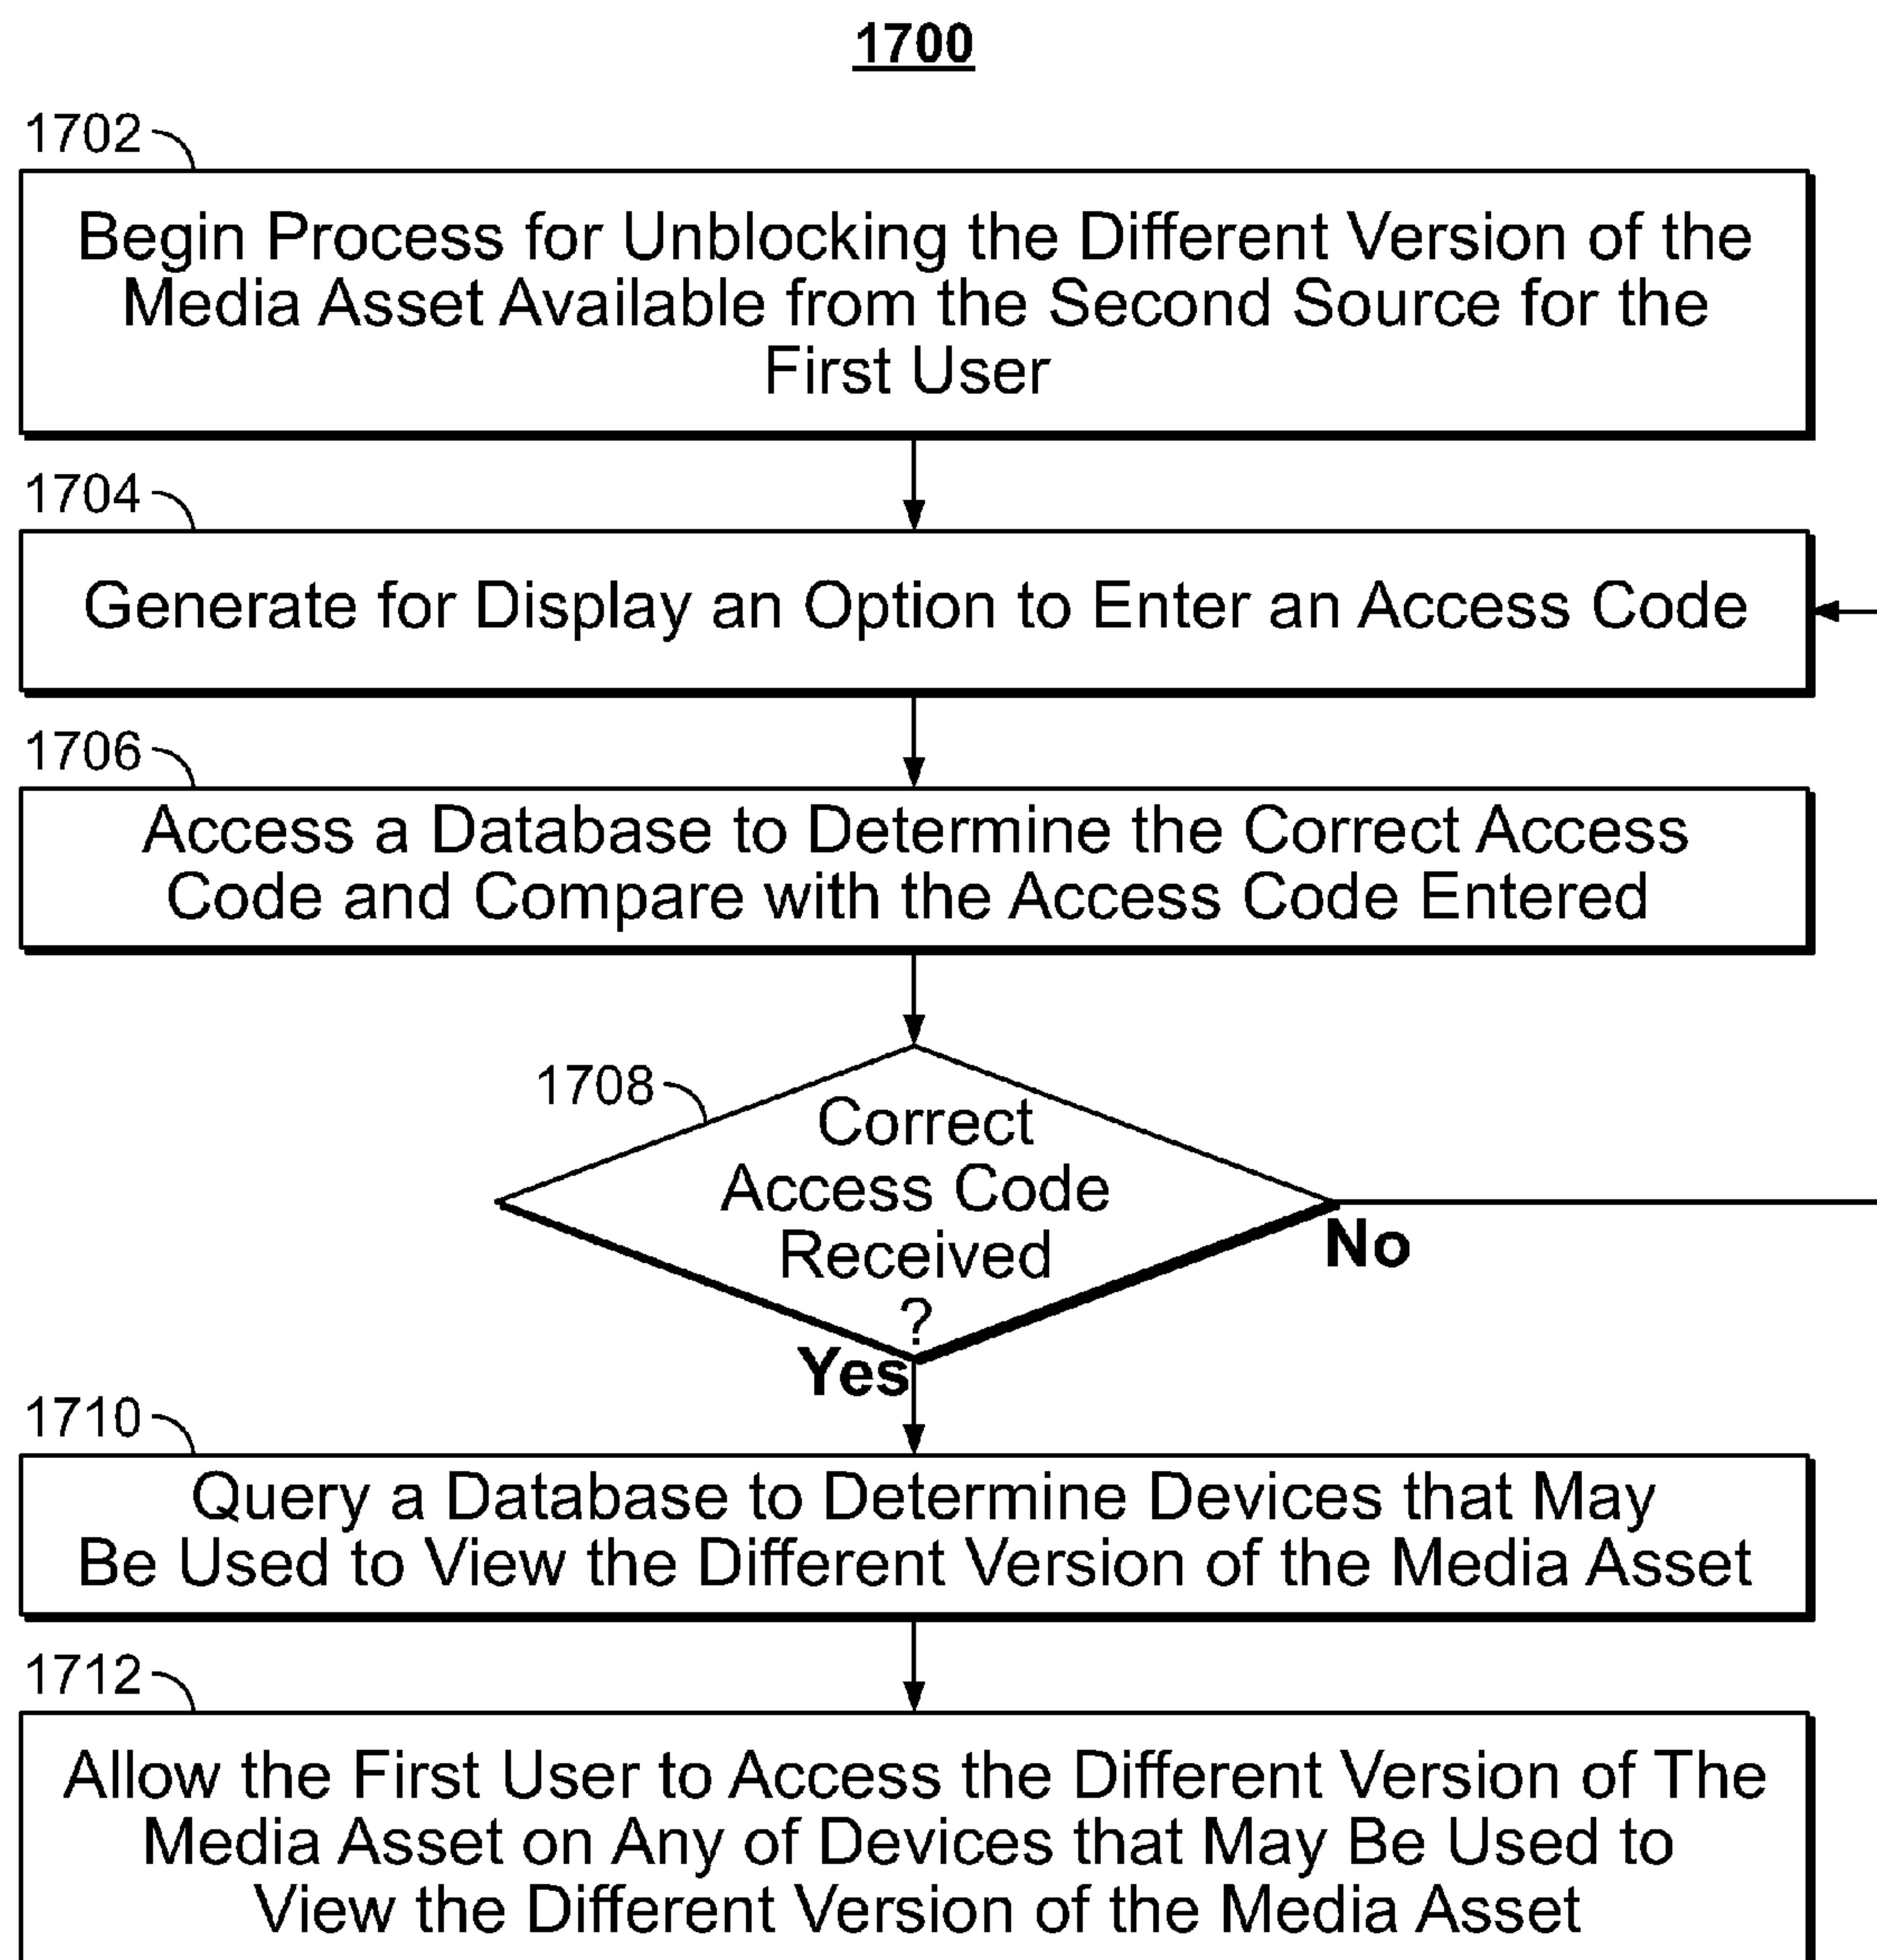 1700
1702
Begin Process for Unblocking the Different Version of the
Media Asset Available from the Second Source for the
First User
1704
Generate for Display an Option to Enter an Access Code
1706
Access a Database to Determine the Correct Access
Code and Compare with the Access Code Entered
1708
Correct
Access Code
Received
?
No
Yes
1710
Query a Database to Determine Devices that May
Be Used to View the Different Version of the Media Asset
1712
Allow the First User to Access the Different Version of The
Media Asset on Any of Devices that May Be Used to
View the Different Version of the Media Asset